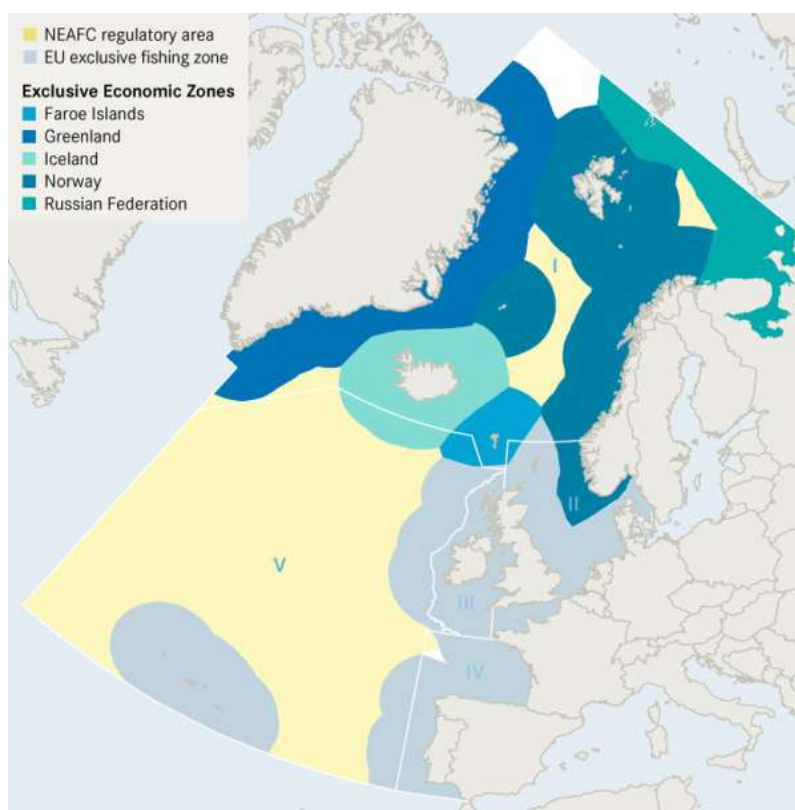 NEAFC regulatory area
EU exclusive fishing zone
Exclusive Economic Zones
Faroe Islands
Greenland
Iceland
Norway
Russian Federation
I
II
V
III
IV